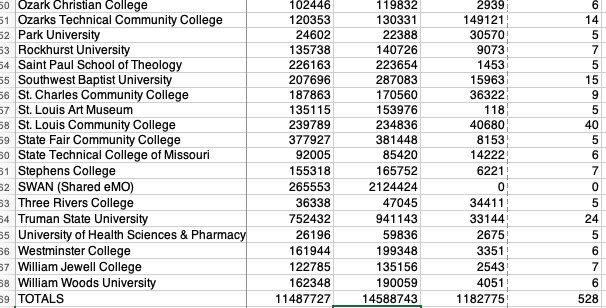 50 Ozark Christian College 102446 119832 2939 6
51 Ozarks Technical Community College 120353 130331 149121 14
52 Park University 24602 22388 30570 5
53 Rockhurst University 135738 140726 9073 7
54 Saint Paul School of Theology 226163 223654 1453 5
55 Southwest Baptist University 207696 287083 15963 15
56 St. Charles Community College 187863 170560 36322 9
57 St. Louis Art Museum 135115 153976 118 5
58 St. Louis Community College 239789 234836 40680 40
59 State Fair Community College 377927 381448 8153 5
60 State Technical College of Missouri 92005 85420 14222 6
61 Stephens College 155318 165752 6221 7
62 SWAN (Shared eMO) 265553 2124424 0 0
63 Three Rivers College 36338 47045 34411 5
64 Truman State University 752432 941143 33144 24
65 University of Health Sciences & Pharmacy 26196 59836 2675 5
66 Westminster College 161944 199348 3351 6
67 William Jewell College 122785 135156 2543 7
68 William Woods University 162348 190059 4051 6
69 TOTALS 11487727 14588743 1182775 528